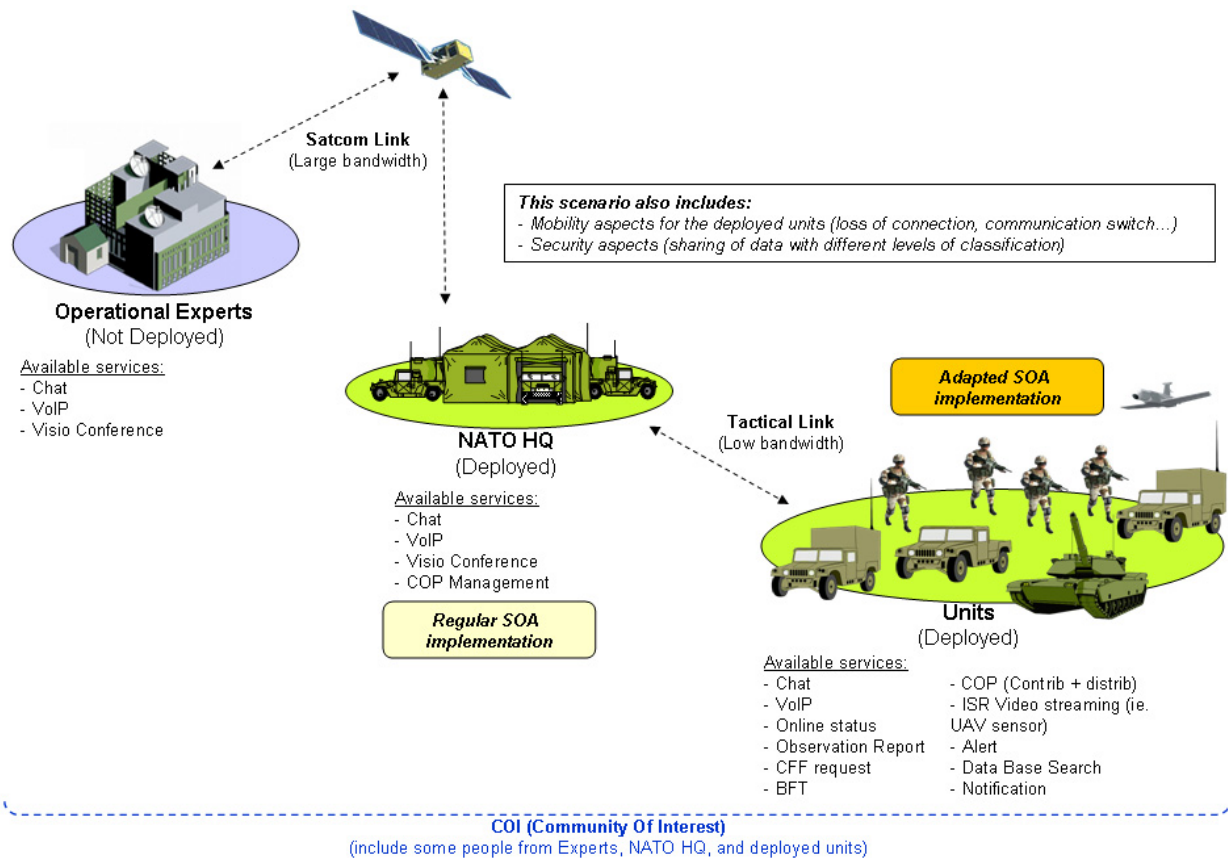 Satcom Link
(Large bandwidth)
This scenario also includes:
- Mobility aspects for the deployed units (loss of connection, communication switch...)
- Security aspects (sharing of data with different levels of classification)
Operational Experts
(Not Deployed)
Available services:
- Chat
- VoIP
- Visio Conference
NATO HQ
(Deployed)
Available services:
- Chat
- VoIP
- Visio Conference
- COP Management
Regular SOA
implementation
Tactical Link
(Low bandwidth)
Adapted SOA
implementation
Units
(Deployed)
Available services:
- Chat
- VoIP
- Online status
- Observation Report
- CFF request
- BFT
- COP (Contrib + distrib)
- ISR Video streaming (ie.
UAV sensor)
- Alert
- Data Base Search
- Notification
COI (Community Of Interest)
(include some people from Experts, NATO HQ, and deployed units)